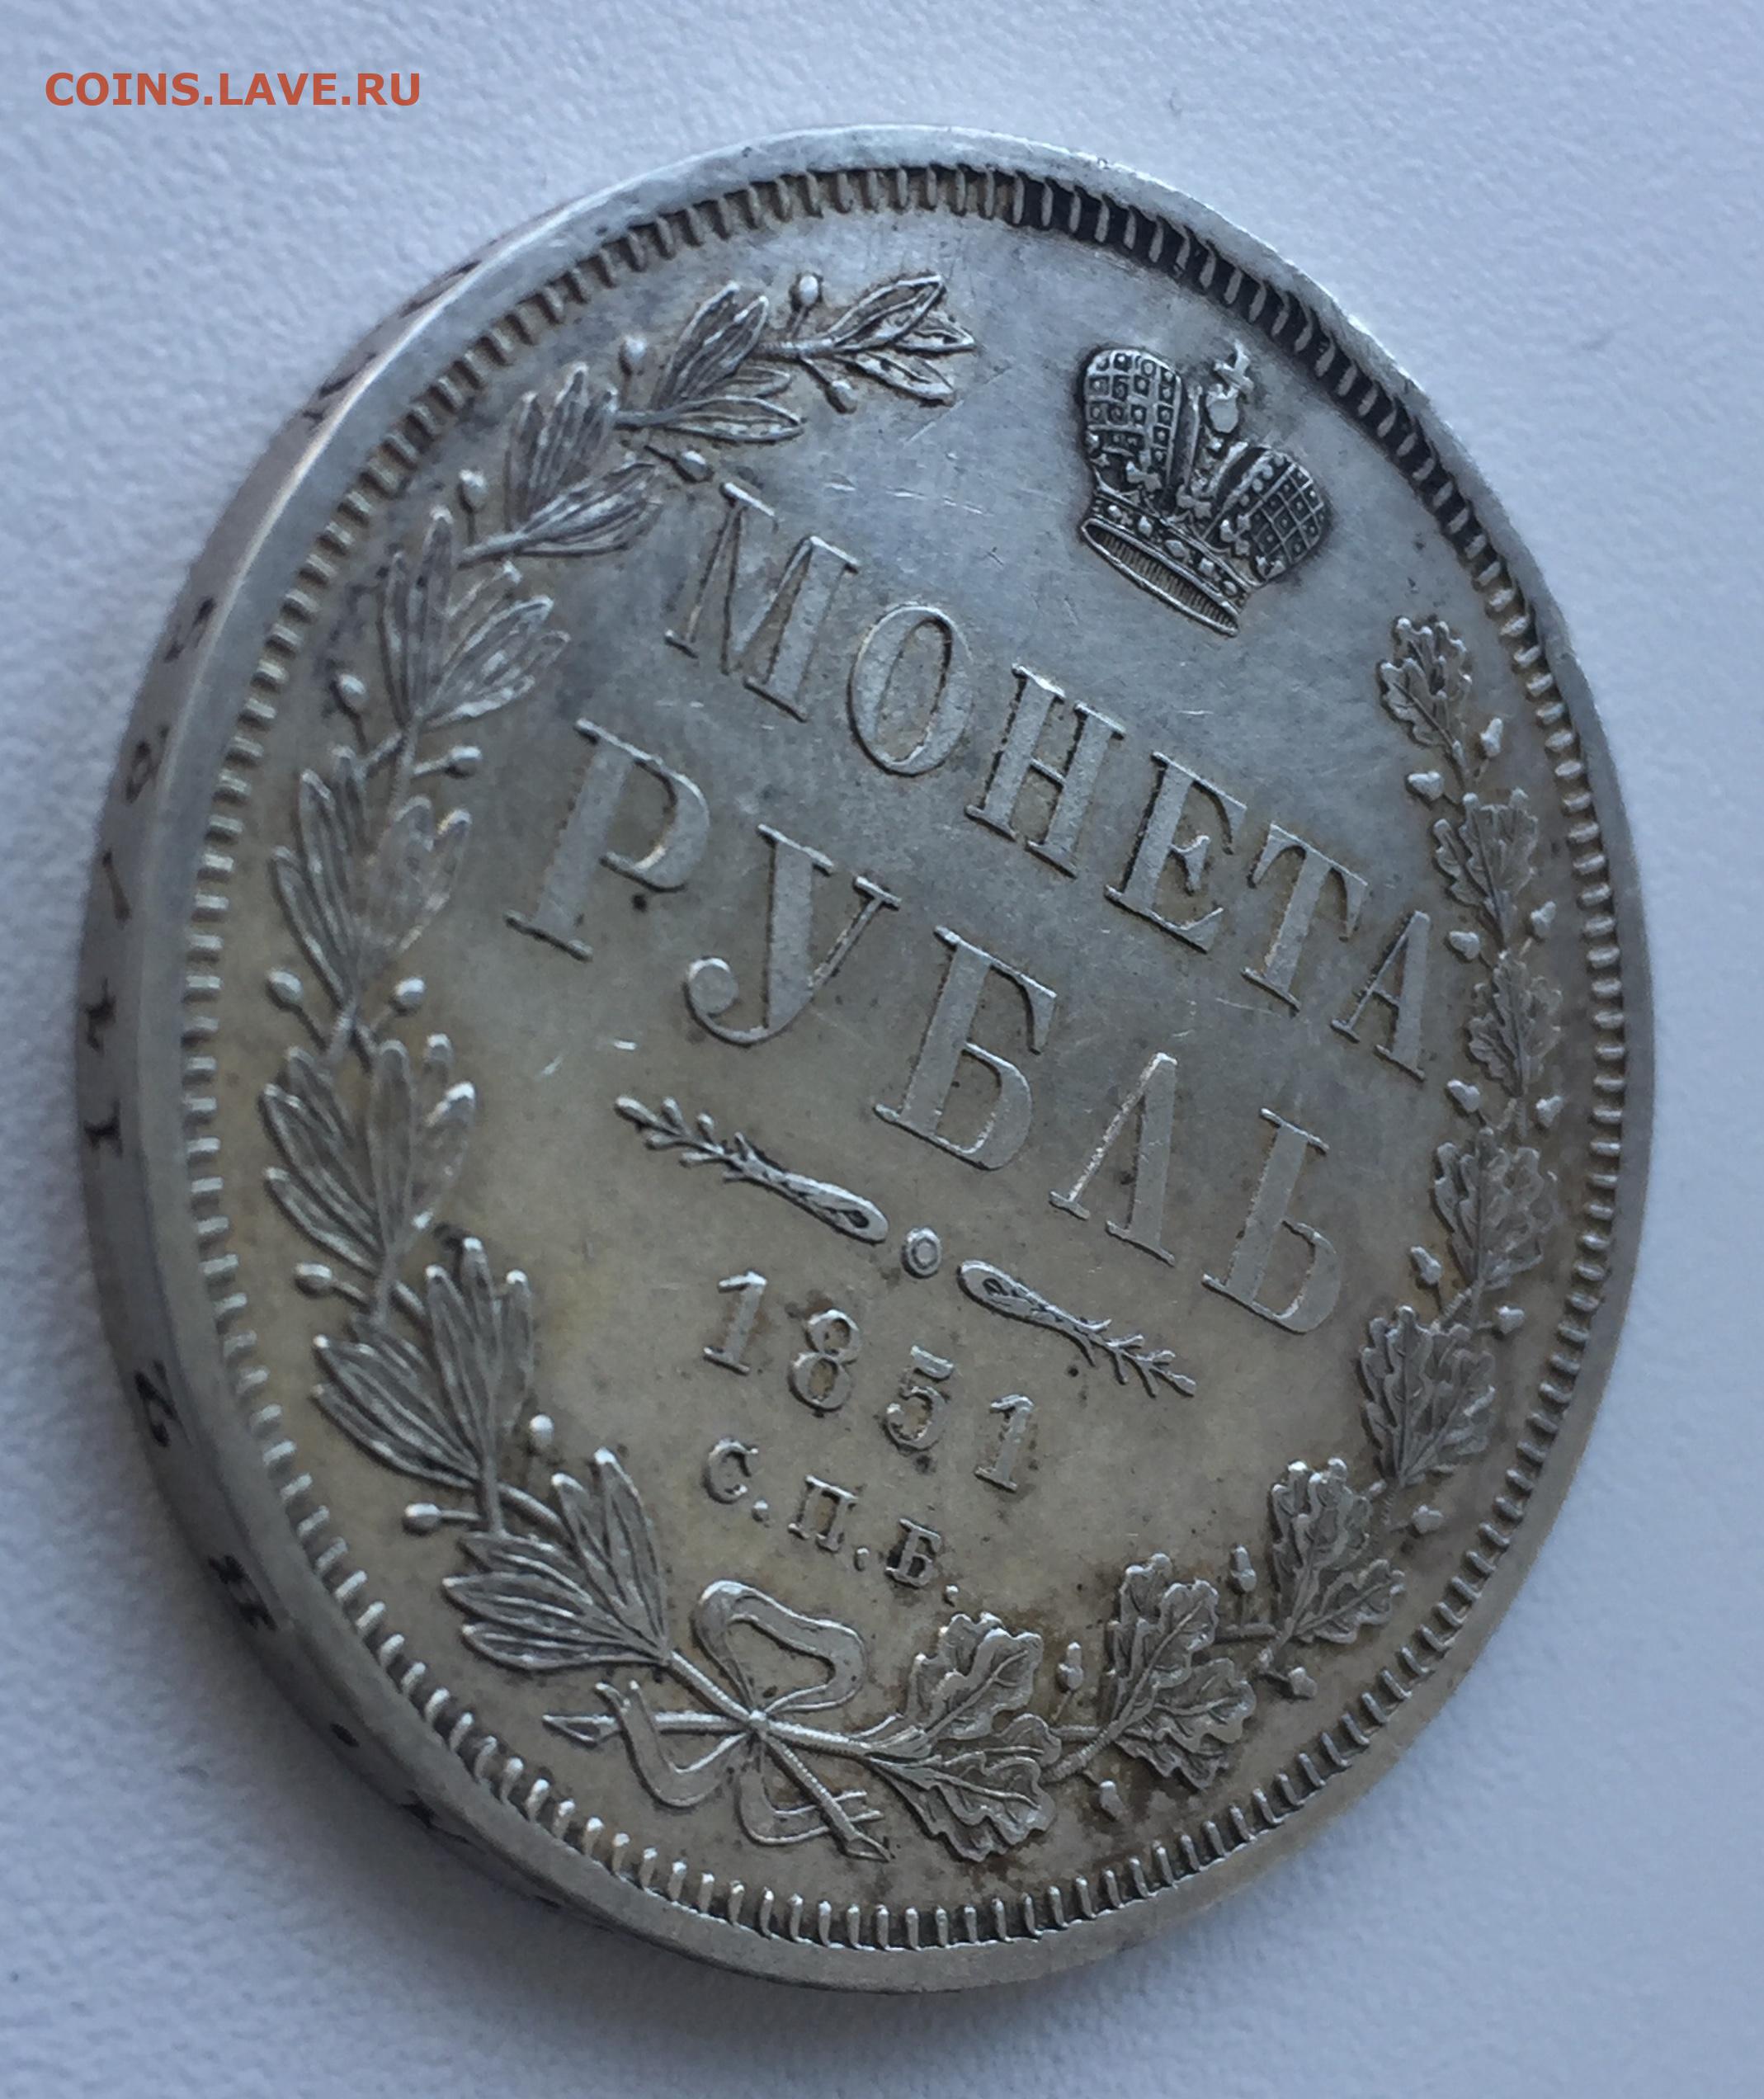 COINS.LAVE.RU
МОНЕТА
РУБЛЬ
1851
С.П.Б.